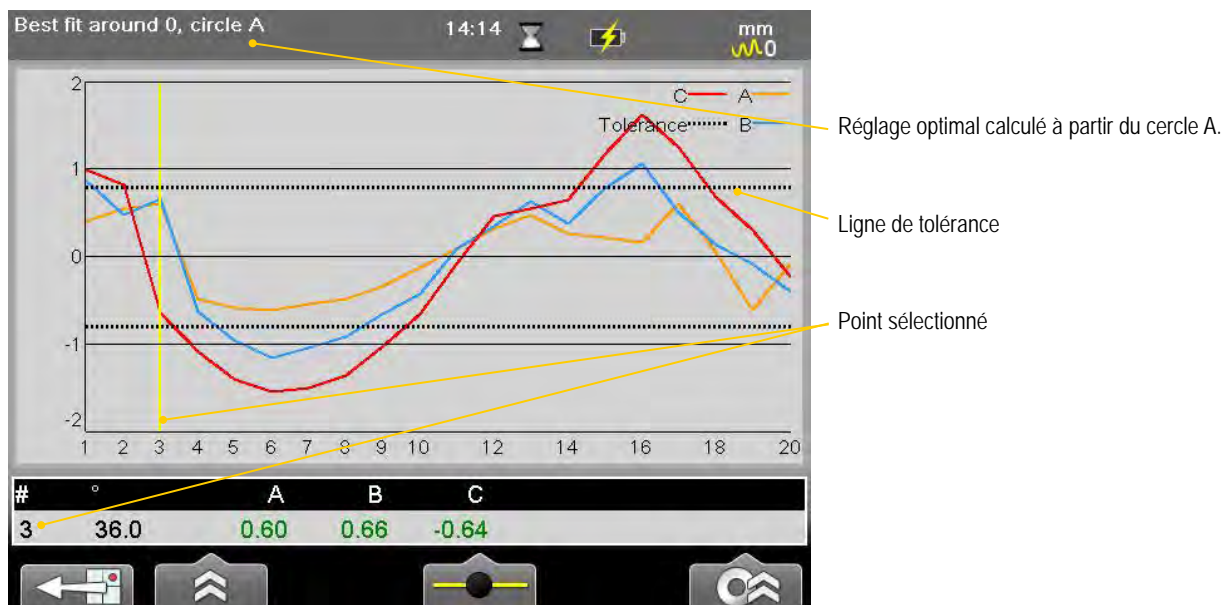 Best fit around 0, circle A
14:14
mm
0
C A
Tolerance B
2
1
0
-1
-2
1 2 3 4 5 6 7 8 9 10 12 14 16 18 20
Réglage optimal calculé à partir du cercle A.
Ligne de tolérance
Point sélectionné
# ° A B C
3 36.0 0.60 0.66 -0.64